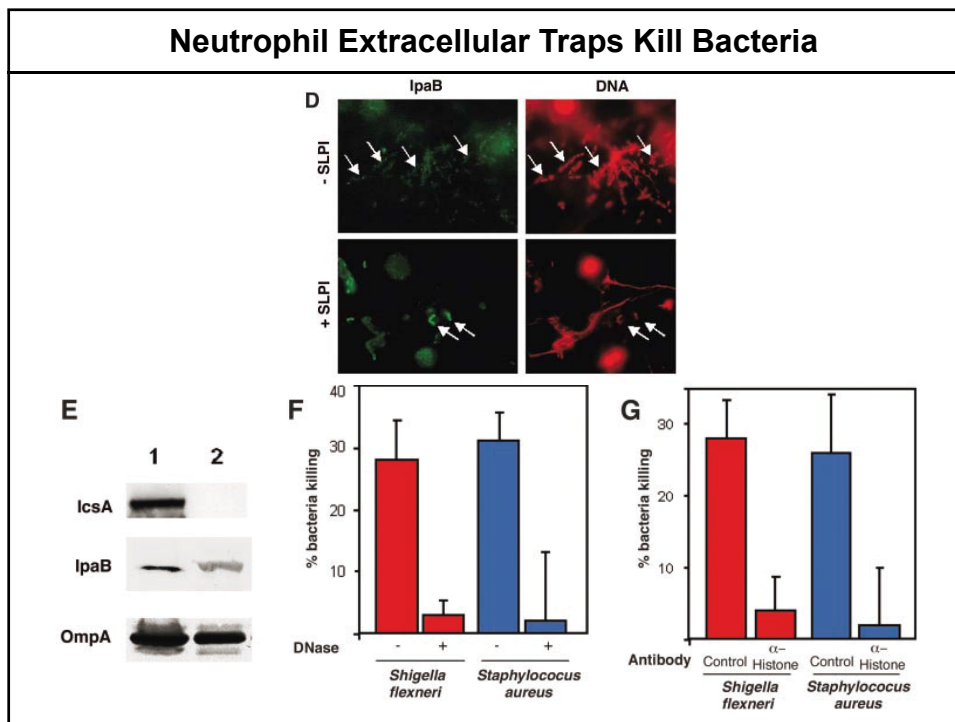 Neutrophil Extracellular Traps Kill Bacteria
D
IpaB
DNA
- SLPI
+ SLPI
E
1 2
IcsA
IpaB
OmpA
F
% bacteria killing
40
30
20
10
DNase
- + - +
Shigella
flexneri
Staphylococus
aureus
G
% bacteria killing
30
20
10
Antibody
Control
α–
Histone
Control
α–
Histone
Shigella
flexneri
Staphylococus
aureus